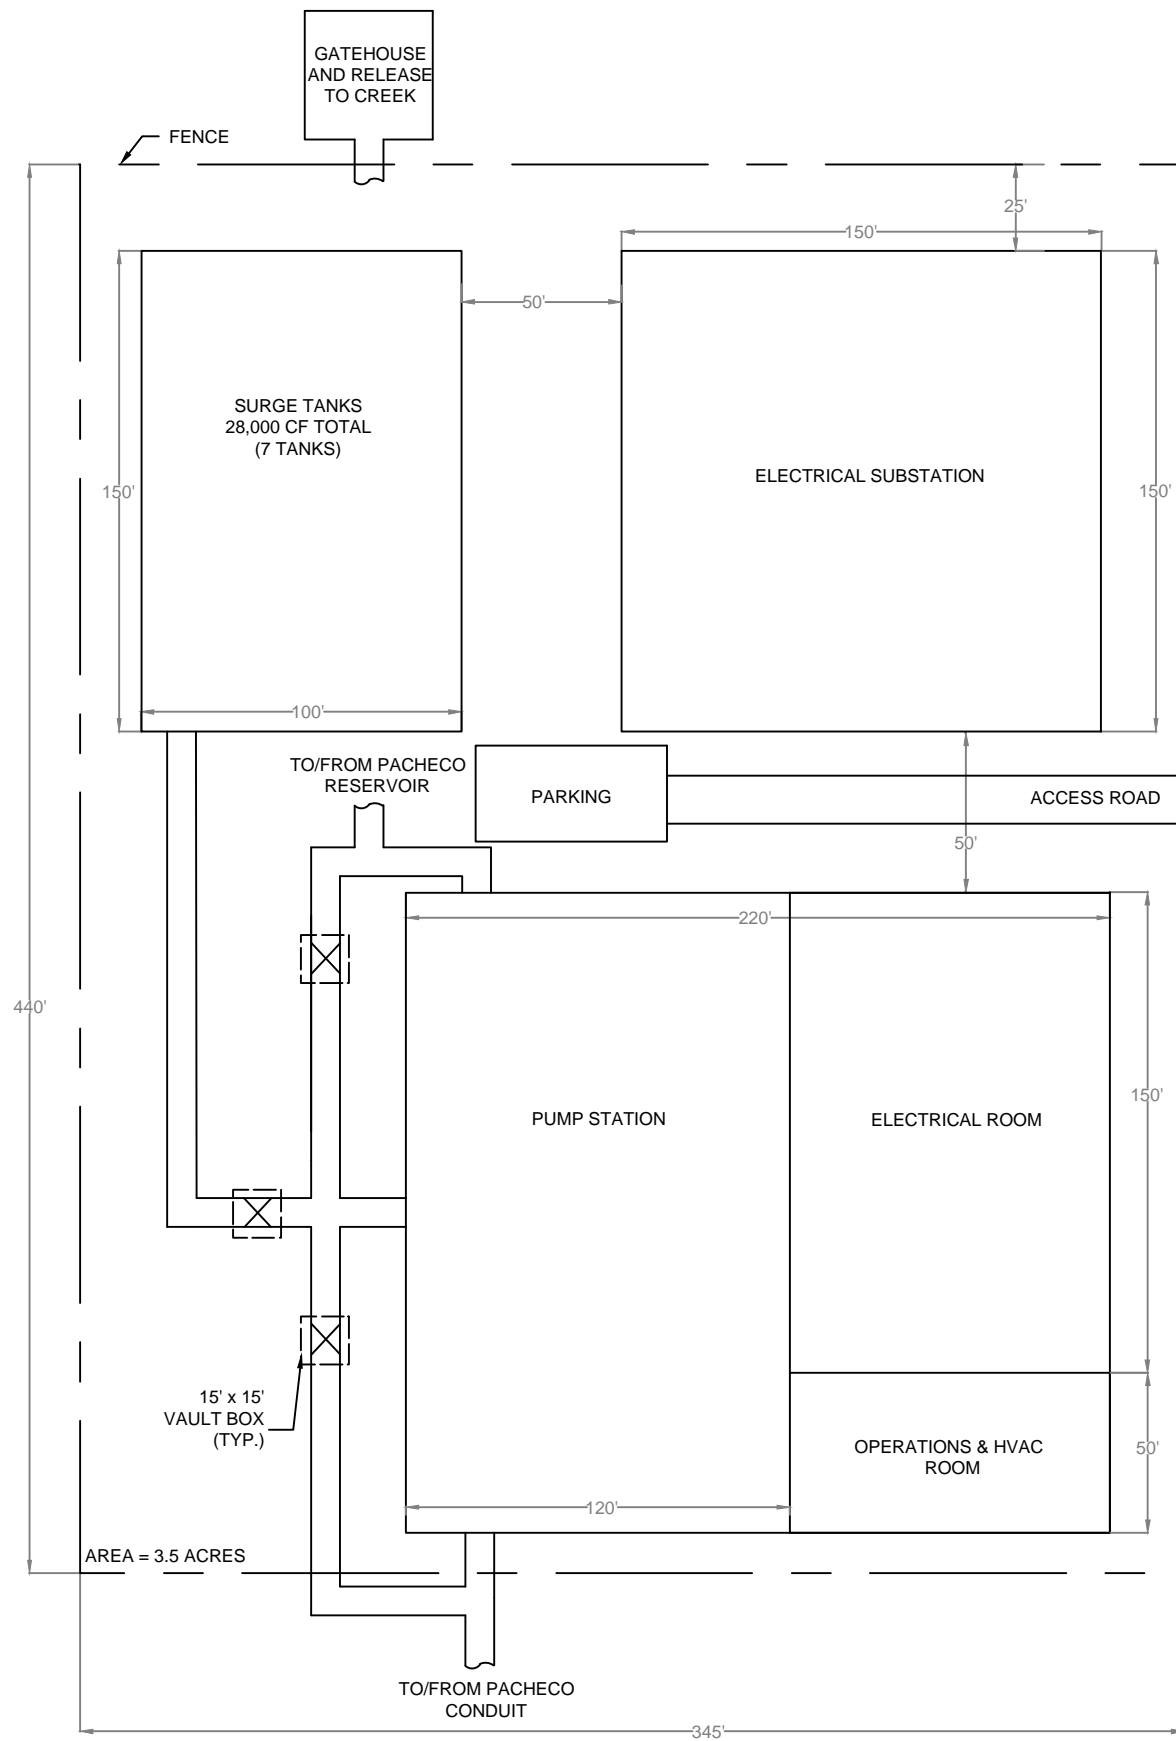 GATEHOUSE
AND RELEASE
TO CREEK
FENCE
25'
150'
50'
SURGE TANKS
28,000 CF TOTAL
(7 TANKS)
ELECTRICAL SUBSTATION
150'
150'
100'
TO/FROM PACHECO
RESERVOIR
PARKING
ACCESS ROAD
50'
220'
440'
PUMP STATION
ELECTRICAL ROOM
150'
15' x 15'
VAULT BOX
(TYP.)
OPERATIONS & HVAC
ROOM
50'
120'
AREA = 3.5 ACRES
TO/FROM PACHECO
CONDUIT
345'